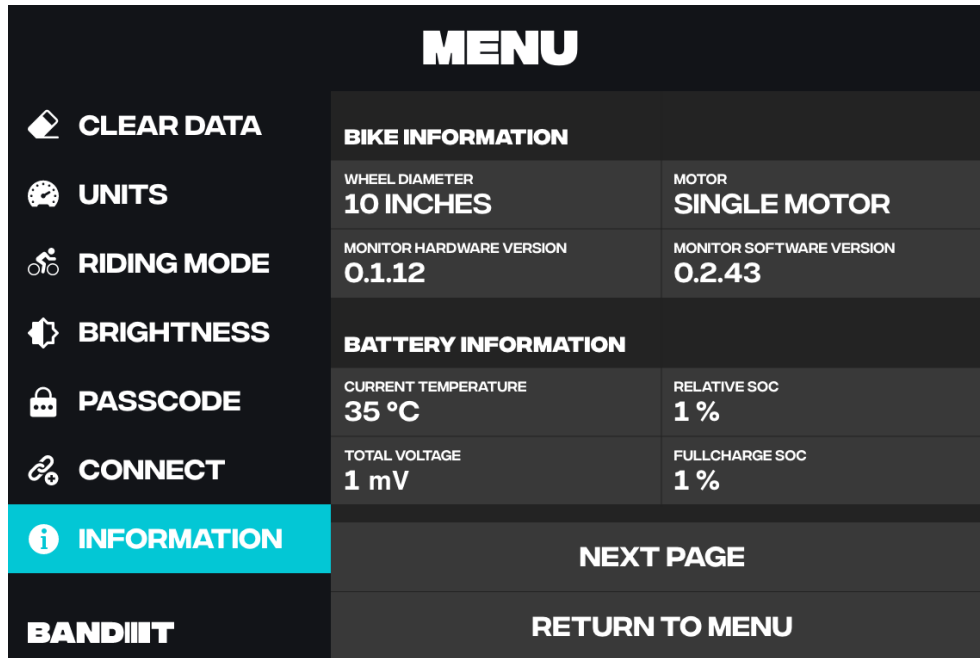 MENU
CLEAR DATA
UNITS
RIDING MODE
BRIGHTNESS
PASSCODE
CONNECT
INFORMATION
BANDIIIT
BIKE INFORMATION
WHEEL DIAMETER
10 INCHES
MOTOR
SINGLE MOTOR
MONITOR HARDWARE VERSION
0.1.12
MONITOR SOFTWARE VERSION
0.2.43
BATTERY INFORMATION
CURRENT TEMPERATURE
35 °C
RELATIVE SOC
1 %
TOTAL VOLTAGE
1 mV
FULLCHARGE SOC
1 %
NEXT PAGE
RETURN TO MENU